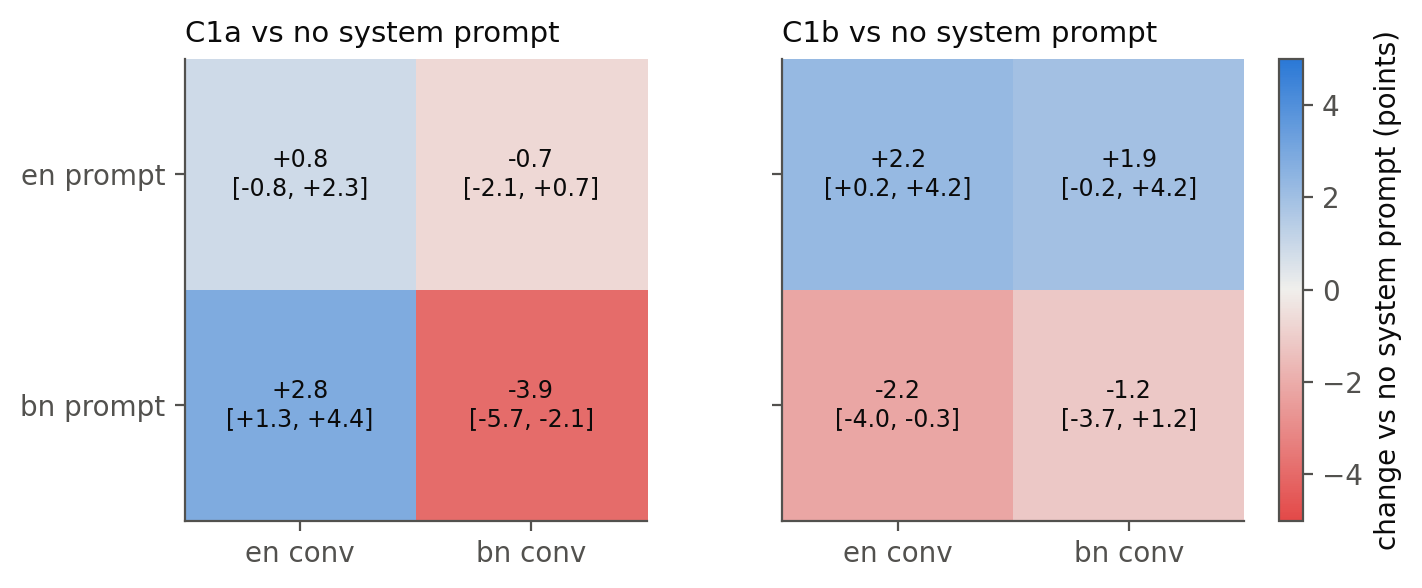 C1a vs no system prompt
C1b vs no system prompt
en prompt
bn prompt
+0.8
[-0.8, +2.3]
-0.7
[-2.1, +0.7]
+2.8
[+1.3, +4.4]
-3.9
[-5.7, -2.1]
en conv
bn conv
+2.2
[+0.2, +4.2]
+1.9
[-0.2, +4.2]
-2.2
[-4.0, -0.3]
-1.2
[-3.7, +1.2]
en conv
bn conv
4
2
0
−2
−4
change vs no system prompt (points)